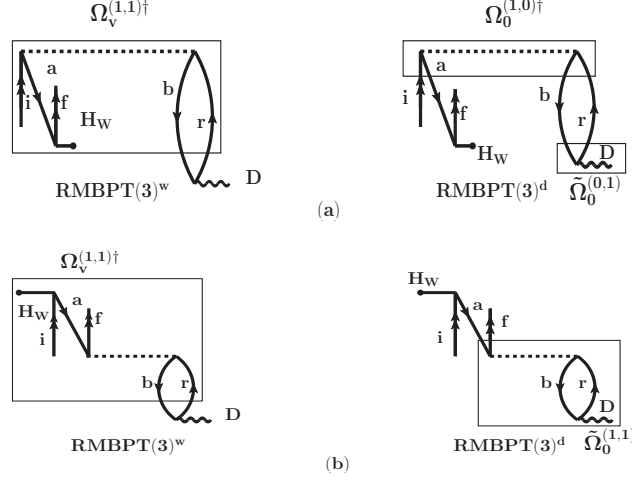 Ω_v^{(1,1)†}
Ω_0^{(1,0)†}
a
b
i
f
H_W
r
D
RMBPT(3)^w
a
b
i
f
H_W
r
D
RMBPT(3)^d
Ω̃_0^{(0,1)}
(a)
Ω_v^{(1,1)†}
H_W
a
i
f
b
r
D
RMBPT(3)^w
H_W
a
i
f
b
r
D
RMBPT(3)^d
Ω̃_0^{(1,1)}
(b)